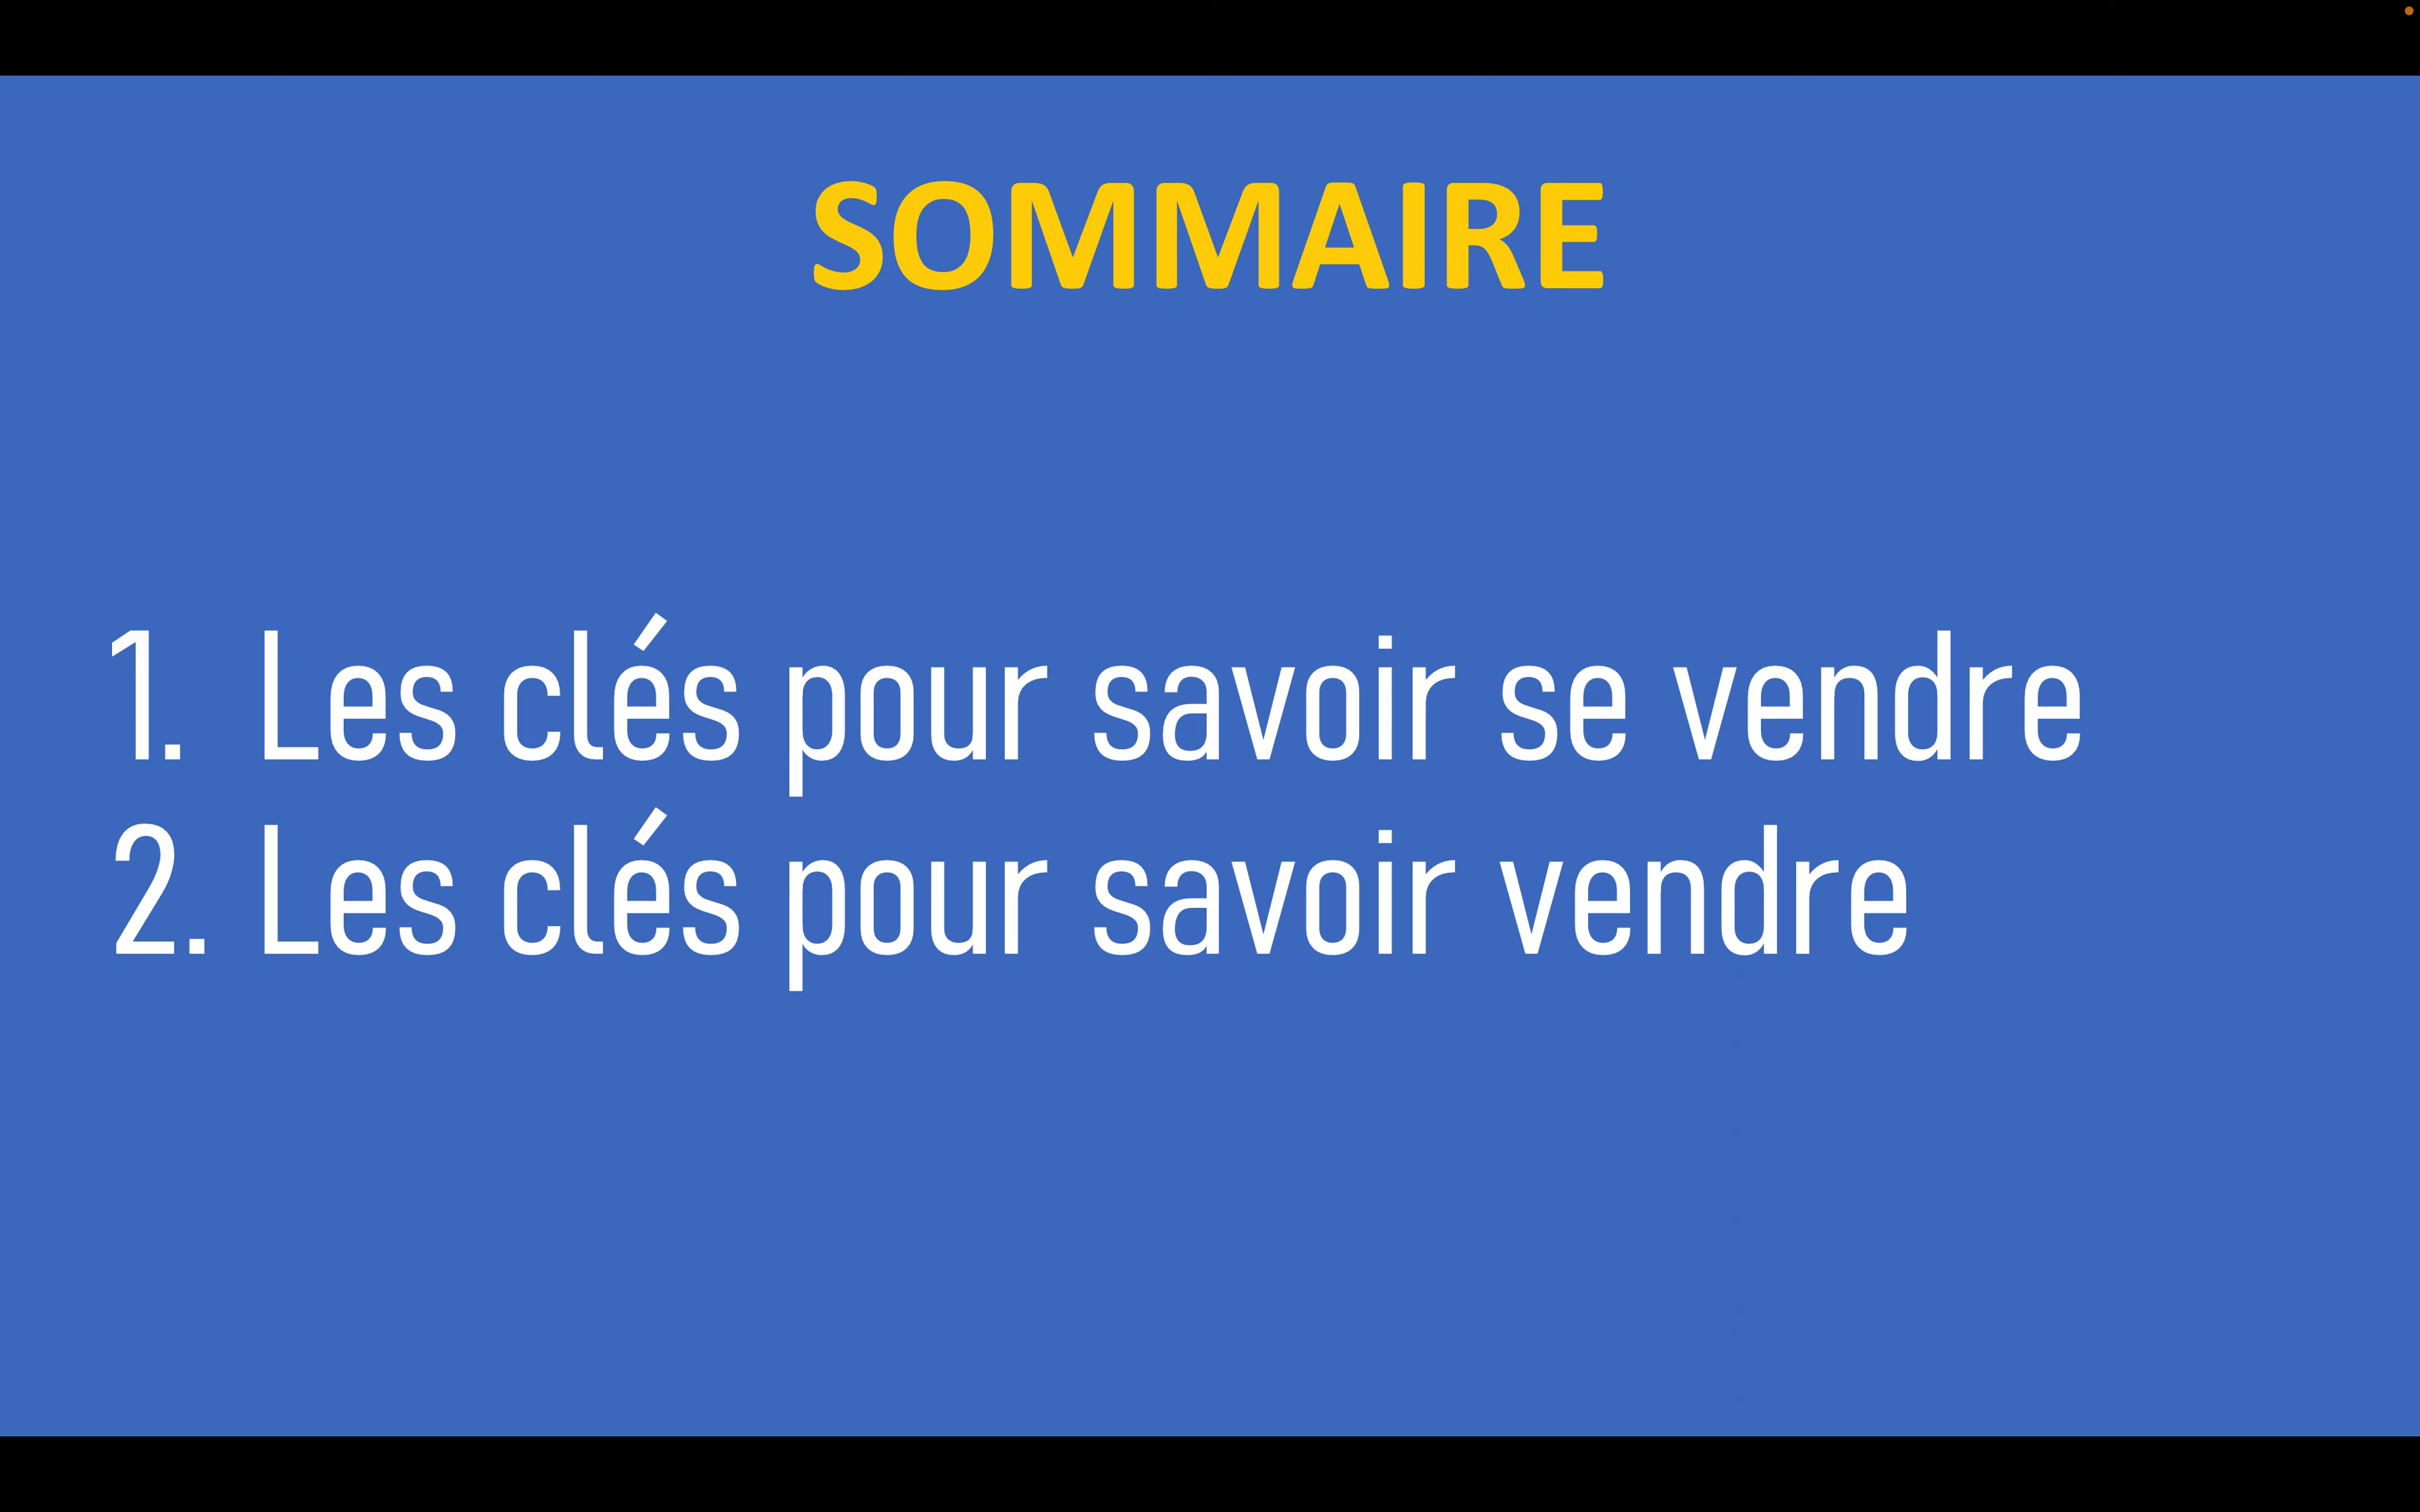 SOMMAIRE
1. Les clés pour savoir se vendre
2. Les clés pour savoir vendre